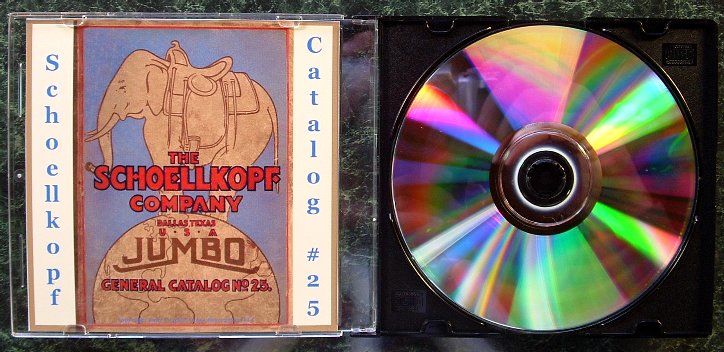 Schoellkopf
THE
SCHOELLKOPF
COMPANY
DALLAS, TEXAS
U·S·A
JUMBO
GENERAL CATALOG Nº 25.
Catalog #25